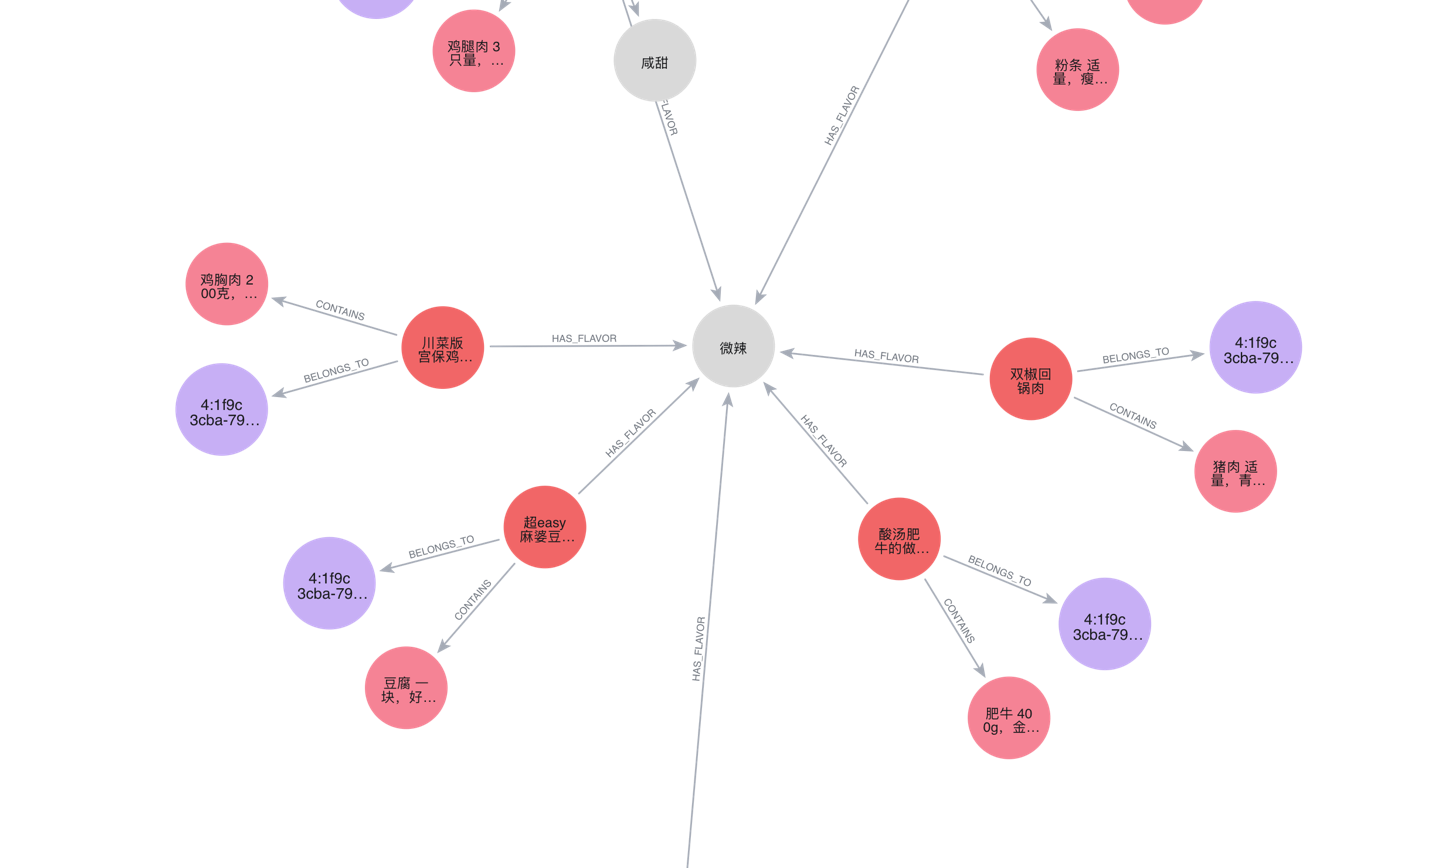 鸡腿肉 3
只量，…
咸甜
粉条 适
量，瘦…
FLAVOR
HAS_FLAVOR
鸡胸肉 2
00克，…
CONTAINS
川菜版
宫保鸡…
HAS_FLAVOR
微辣
HAS_FLAVOR
双椒回
锅肉
BELONGS_TO
4:1f9c
3cba-79…
BELONGS_TO
4:1f9c
3cba-79…
CONTAINS
猪肉 适
量，青…
HAS_FLAVOR
HAS_FLAVOR
超easy
麻婆豆…
酸汤肥
牛的做…
BELONGS_TO
4:1f9c
3cba-79…
CONTAINS
BELONGS_TO
4:1f9c
3cba-79…
CONTAINS
HAS_FLAVOR
豆腐 一
块，好…
肥牛 40
0g，金…